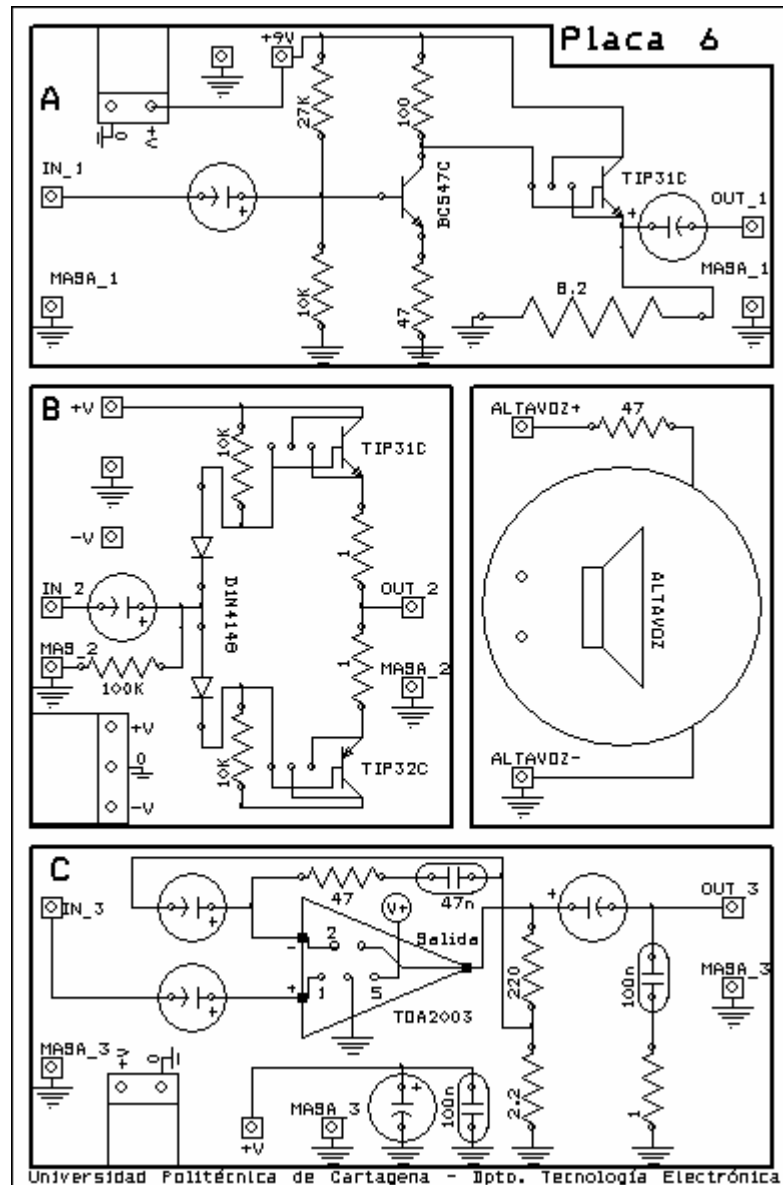 Placa 6
A
+9V
0
+V
27K
100
IN_1
BC547C
TIP31C
+
+
OUT_1
MASA_1
MASA_1
10K
47
8.2
B
+V
10K
TIP31C
-V
1
IN_2
+
D1N4148
OUT_2
MAS_2
100K
1
MASA_2
+V
0
-V
10K
TIP32C
ALTAVOZ+
47
ALTAVOZ
ALTAVOZ-
C
IN_3
+
47
47n
V+
Salida
-
2
+
1
5
TDA2003
+
+
OUT_3
220
100n
MASA_3
MASA_3
+V
0
2.2
1
+V
MASA_3
+
100n
Universidad Politécnica de Cartagena - Dpto. Tecnología Electrónica